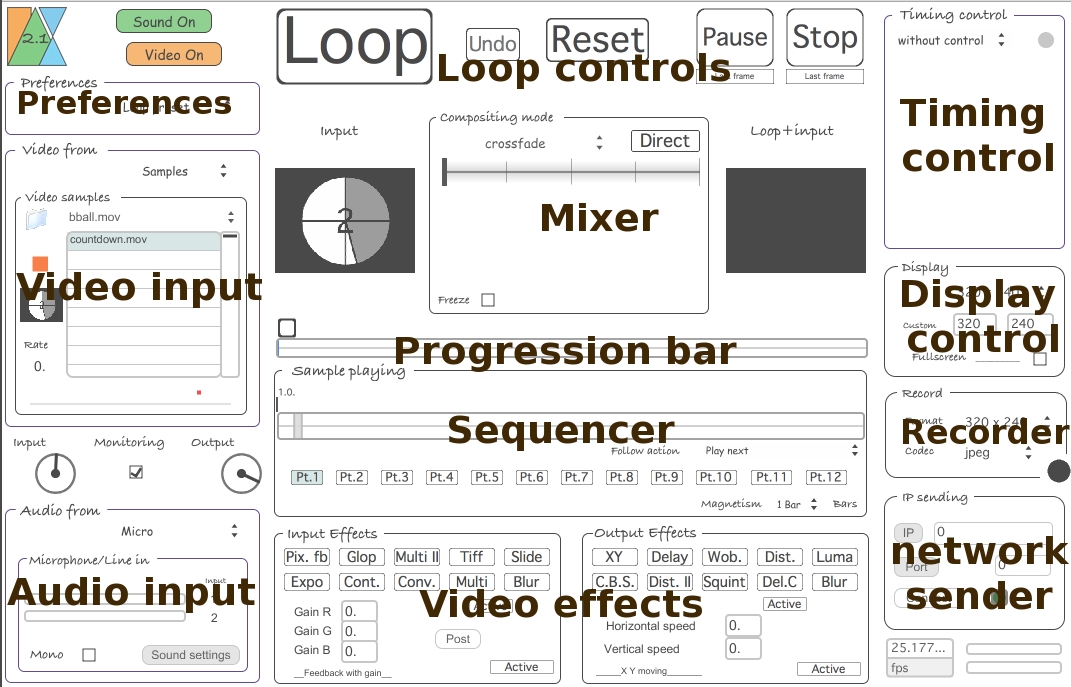 2.1
Sound On
Video On
Loop
Undo
Reset
Pause
Stop
Last frame
Loop controls
Preferences
Preferences
Video from
Samples
Video samples
bball.mov
countdown.mov
Video input
Rate
0.
Input
Monitoring
Output
Audio from
Micro
Microphone/Line in
Input
Audio input
2
Mono
Sound settings
Input
2
Compositing mode
crossfade
Direct
Mixer
Freeze
Loop+input
Progression bar
Sample playing
1.0.
Sequencer
Follow action
Play next
Pt.1 Pt.2 Pt.3 Pt.4 Pt.5 Pt.6 Pt.7 Pt.8 Pt.9 Pt.10 Pt.11 Pt.12
Magnetism 1 Bar Bars
Input Effects
Pix. fb Glop Multi II Tiff Slide
Expo Cont. Conv. Multi Blur
Gain R 0.
Gain G 0.
Gain B 0.
Post
__Feedback with gain__
Active
Video effects
Output Effects
XY Delay Wob. Dist. Luma
C.B.S. Dist. II Squint Del.C Blur
Active
Horizontal speed 0.
Vertical speed 0.
_____X Y moving_______
Active
Timing control
without control
Timing
control
Display
Display
control
Custom 320 240
Fullscreen
Record
Format 320 x 240
Recorder
Codec jpeg
IP sending
IP 0
Port 0
network
sender
25.177...
fps